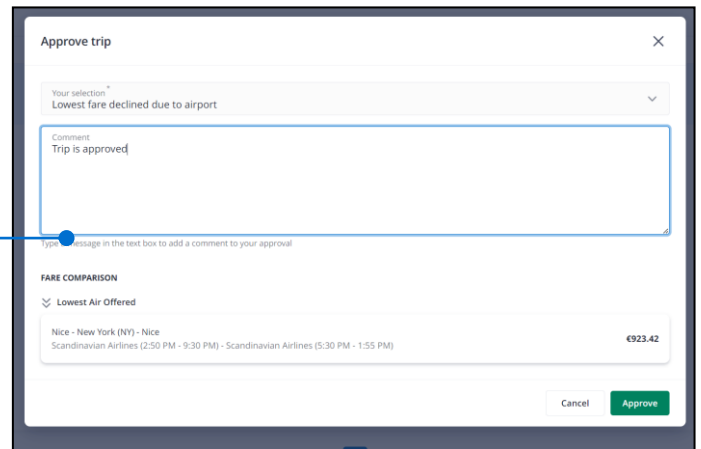 Approve trip
Your selection *
Lowest fare declined due to airport
Comment
Trip is approved
Type message in the text box to add a comment to your approval
FARE COMPARISON
Lowest Air Offered
Nice - New York (NY) - Nice
€923.42
Scandinavian Airlines (2:50 PM - 9:30 PM) - Scandinavian Airlines (5:30 PM - 1:55 PM)
Cancel
Approve